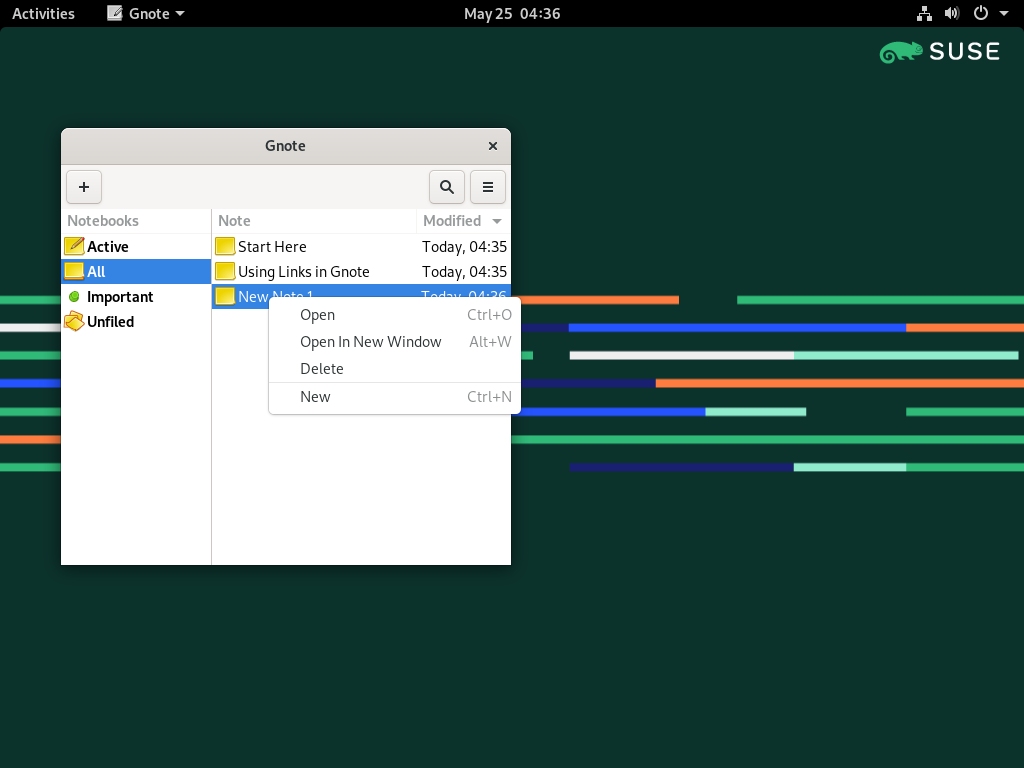 Activities Gnote May 25 04:36
SUSE
Gnote
Notebooks Note Modified
Active Start Here Today, 04:35
All Using Links in Gnote Today, 04:35
Important New Note 1 Today, 04:36
Unfiled
Open Ctrl+O
Open In New Window Alt+W
Delete
New Ctrl+N